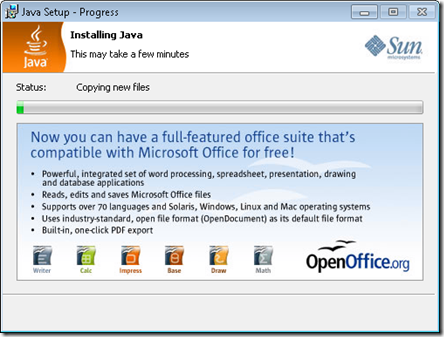 Java Setup - Progress
Installing Java
This may take a few minutes
Java
Sun
microsystems
Status: Copying new files
Now you can have a full-featured office suite that's
compatible with Microsoft Office for free!
• Powerful, integrated set of word processing, spreadsheet, presentation, drawing
and database applications
• Reads, edits and saves Microsoft Office files
• Supports over 70 languages and Solaris, Windows, Linux and Mac operating systems
• Uses industry-standard, open file format (OpenDocument) as its default file format
• Built-in, one-click PDF export
Writer Calc Impress Base Draw Math
OpenOffice.org